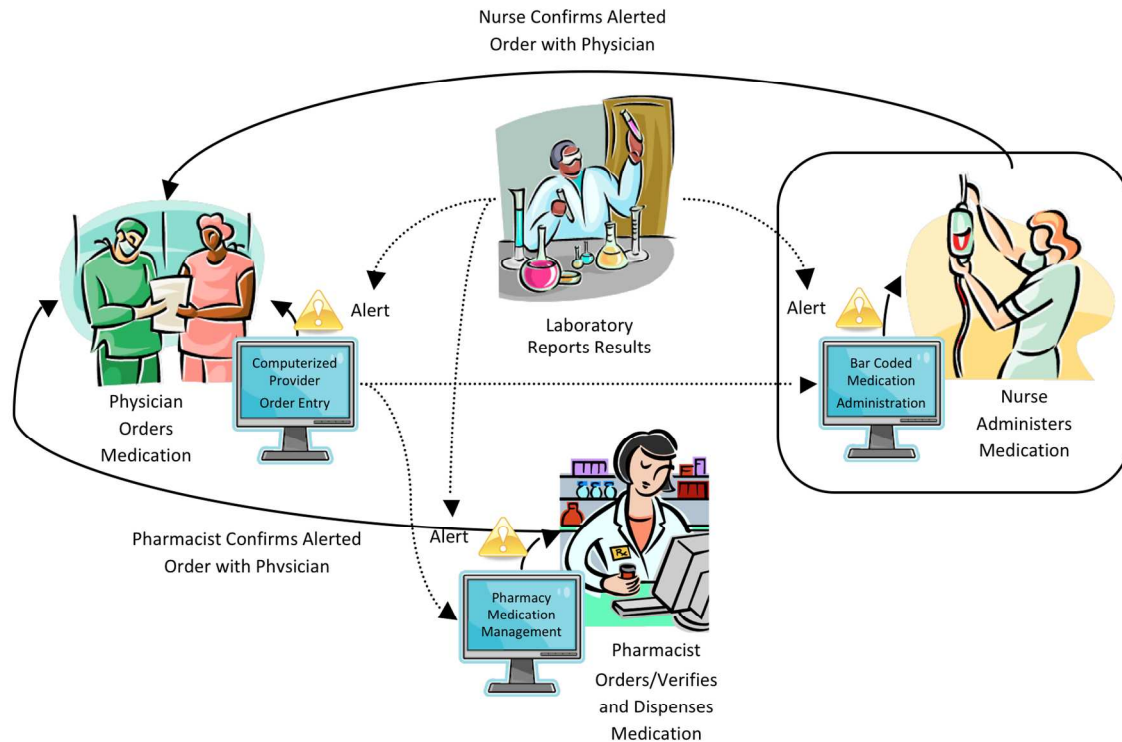 Nurse Confirms Alerted
Order with Physician
Alert
Laboratory
Reports Results
Alert
Computerized
Provider
Order Entry
Bar Coded
Medication
Administration
Physician
Orders
Medication
Nurse
Administers
Medication
Pharmacist Confirms Alerted
Order with Phvsician
Alert
Rx
Pharmacy
Medication
Management
Pharmacist
Orders/Verifies
and Dispenses
Medication